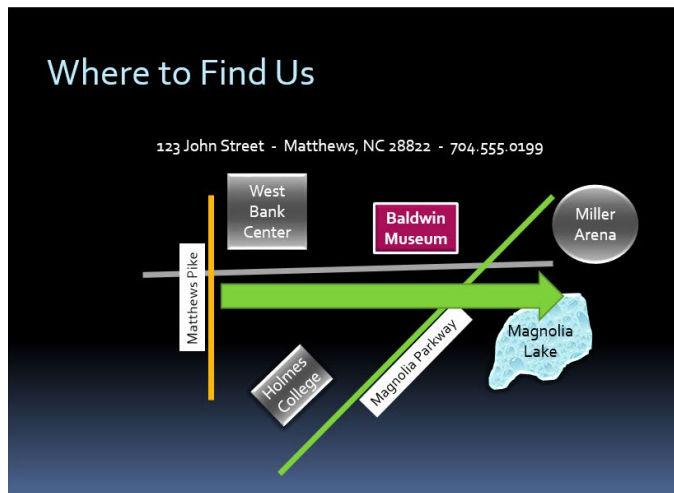 Where to Find Us
123 John Street - Matthews, NC 28822 - 704.555.0199
West
Bank
Center
Baldwin
Museum
Miller
Arena
Matthews Pike
Magnolia
Lake
Magnolia Parkway
Holmes
College